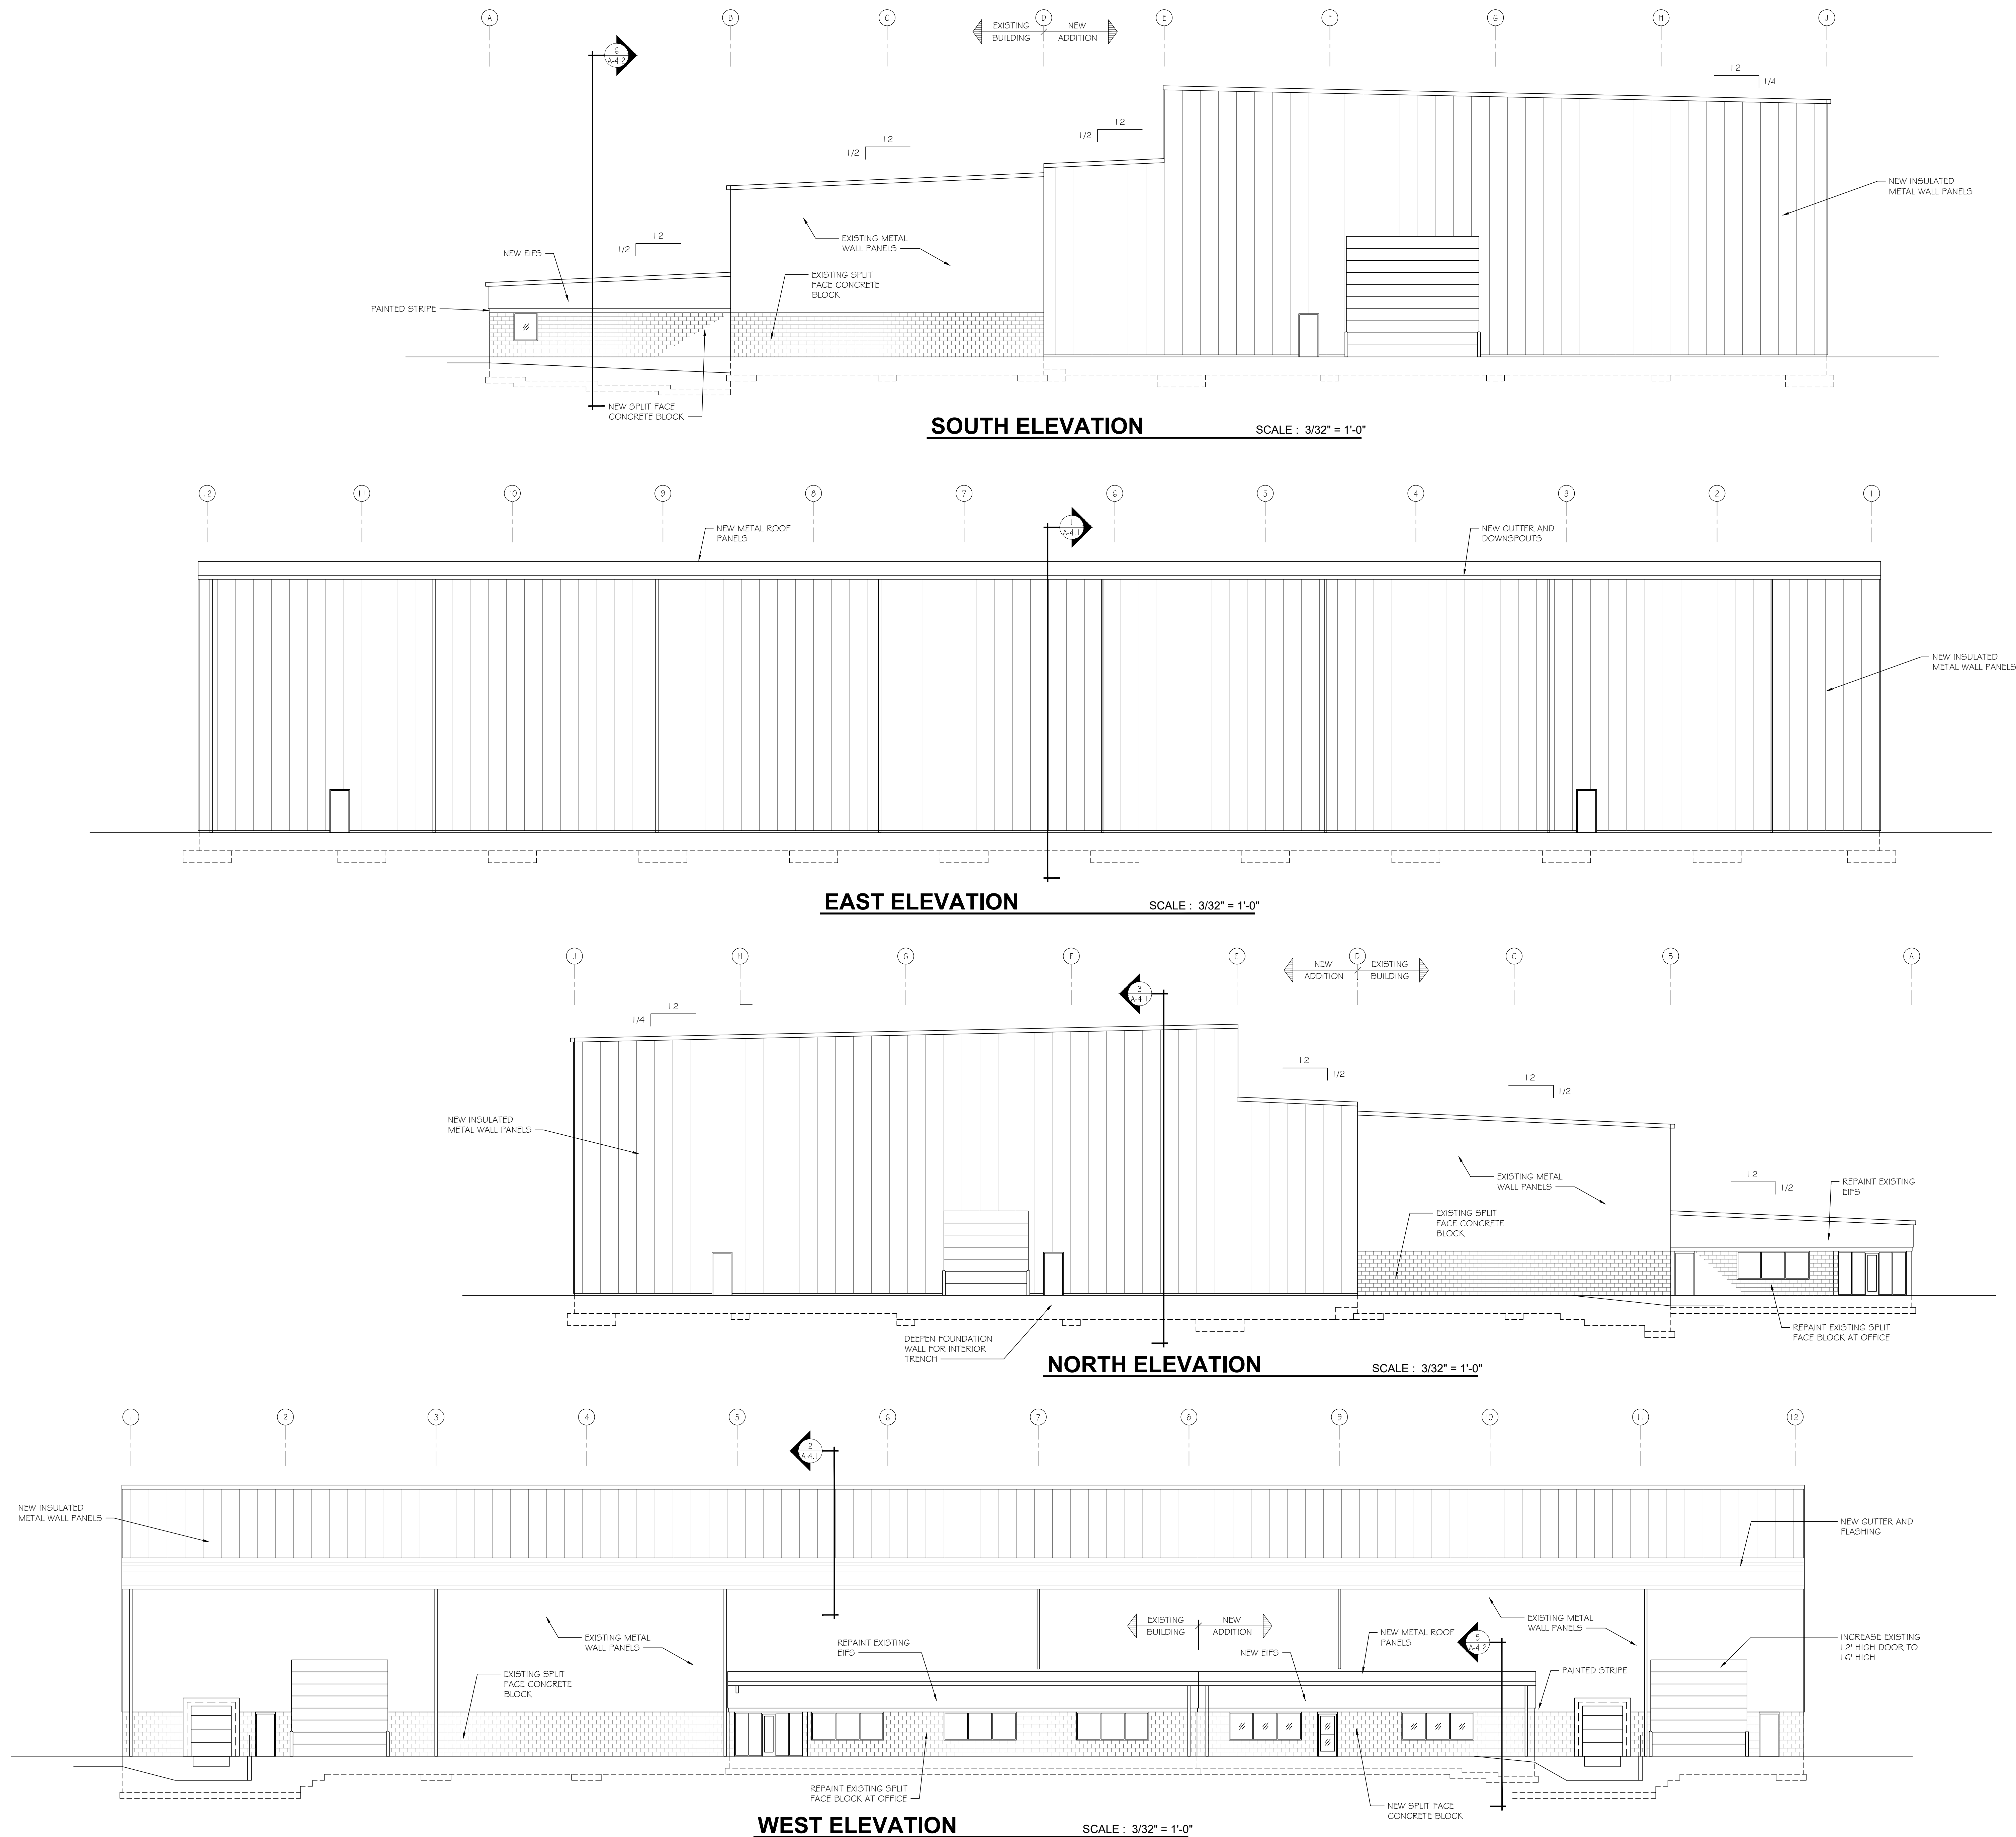 A
B
C
D
E
F
G
H
J
EXISTING
BUILDING
NEW
ADDITION
6
A-4.2
12
1/4
12
1/2
12
1/2
12
1/2
NEW INSULATED
METAL WALL PANELS
EXISTING METAL
WALL PANELS
NEW EIFS
EXISTING SPLIT
FACE CONCRETE
BLOCK
PAINTED STRIPE
NEW SPLIT FACE
CONCRETE BLOCK
SOUTH ELEVATION
SCALE : 3/32" = 1'-0"
12
11
10
9
8
7
6
5
4
3
2
1
NEW METAL ROOF
PANELS
1
A-4.1
NEW GUTTER AND
DOWNSPOUTS
NEW INSULATED
METAL WALL PANELS
EAST ELEVATION
SCALE : 3/32" = 1'-0"
J
H
G
F
E
D
C
B
A
NEW
ADDITION
EXISTING
BUILDING
3
A-4.1
12
1/4
12
1/2
12
1/2
12
1/2
NEW INSULATED
METAL WALL PANELS
EXISTING METAL
WALL PANELS
REPAINT EXISTING
EIFS
EXISTING SPLIT
FACE CONCRETE
BLOCK
DEEPEN FOUNDATION
WALL FOR INTERIOR
TRENCH
REPAINT EXISTING SPLIT
FACE BLOCK AT OFFICE
NORTH ELEVATION
SCALE : 3/32" = 1'-0"
1
2
3
4
5
6
7
8
9
10
11
12
2
A-4.1
NEW INSULATED
METAL WALL PANELS
NEW GUTTER AND
FLASHING
EXISTING METAL
WALL PANELS
EXISTING SPLIT
FACE CONCRETE
BLOCK
REPAINT EXISTING
EIFS
EXISTING
BUILDING
NEW
ADDITION
NEW EIFS
NEW METAL ROOF
PANELS
5
A-4.2
EXISTING METAL
WALL PANELS
PAINTED STRIPE
INCREASE EXISTING
12' HIGH DOOR TO
16' HIGH
REPAINT EXISTING SPLIT
FACE BLOCK AT OFFICE
NEW SPLIT FACE
CONCRETE BLOCK
WEST ELEVATION
SCALE : 3/32" = 1'-0"